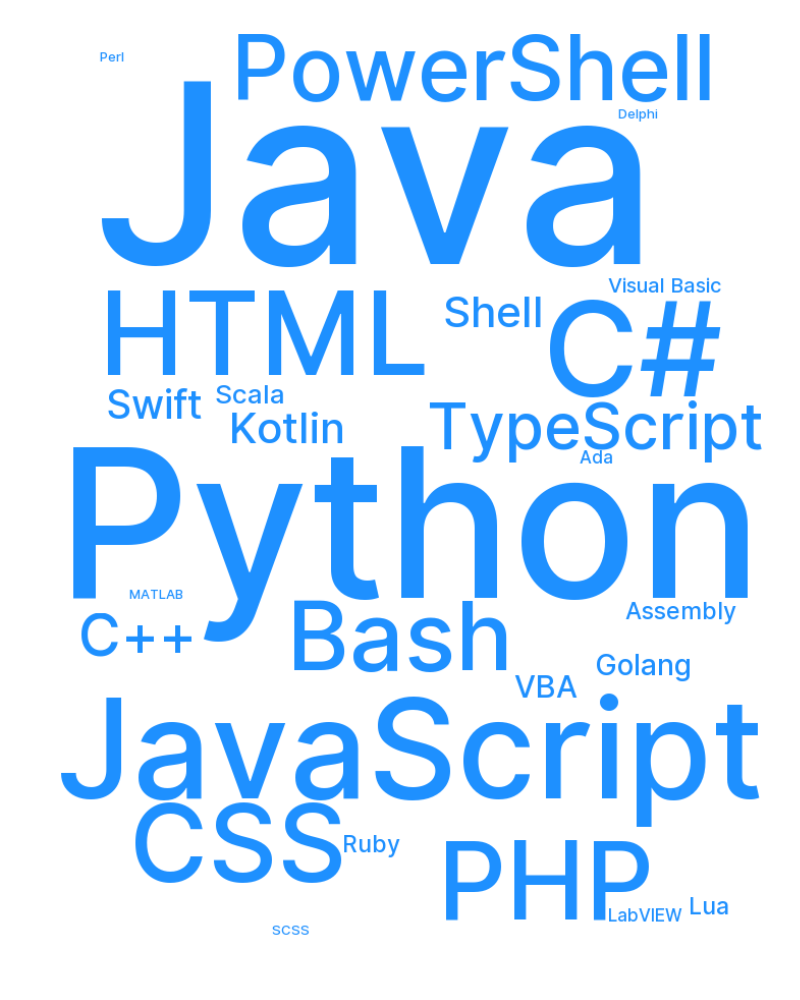 Perl
PowerShell
Delphi
Java
Visual Basic
HTML
Shell
C#
Swift
Scala
Kotlin
TypeScript
Ada
Python
MATLAB
C++
Bash
Assembly
Golang
VBA
JavaScript
CSS
Ruby
PHP
LabVIEW
Lua
SCSS